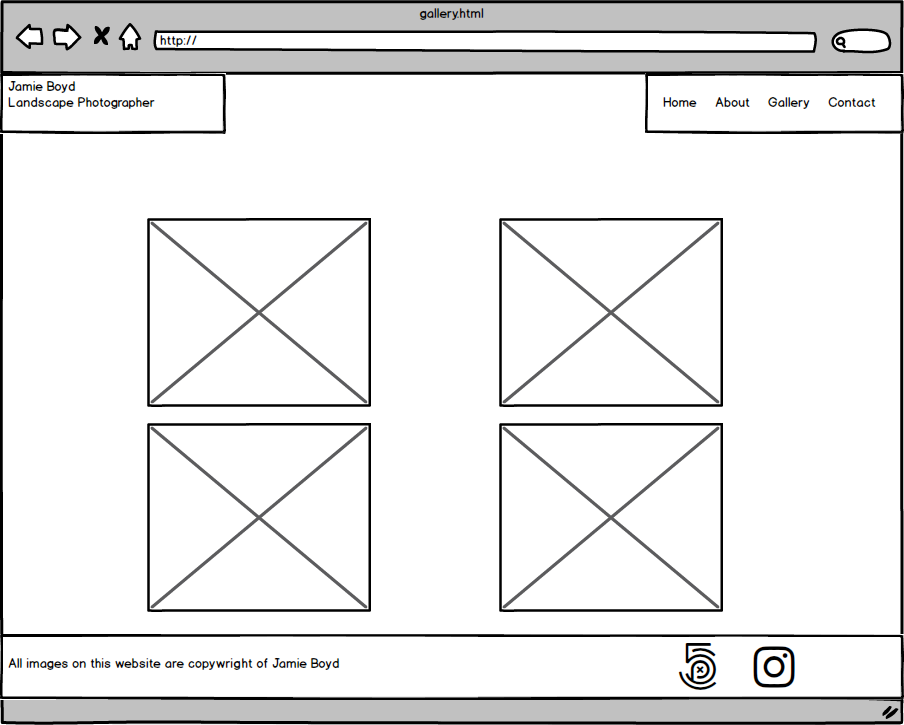 gallery.html
http://
Jamie Boyd
Landscape Photographer
Home About Gallery Contact
All images on this website are copywright of Jamie Boyd